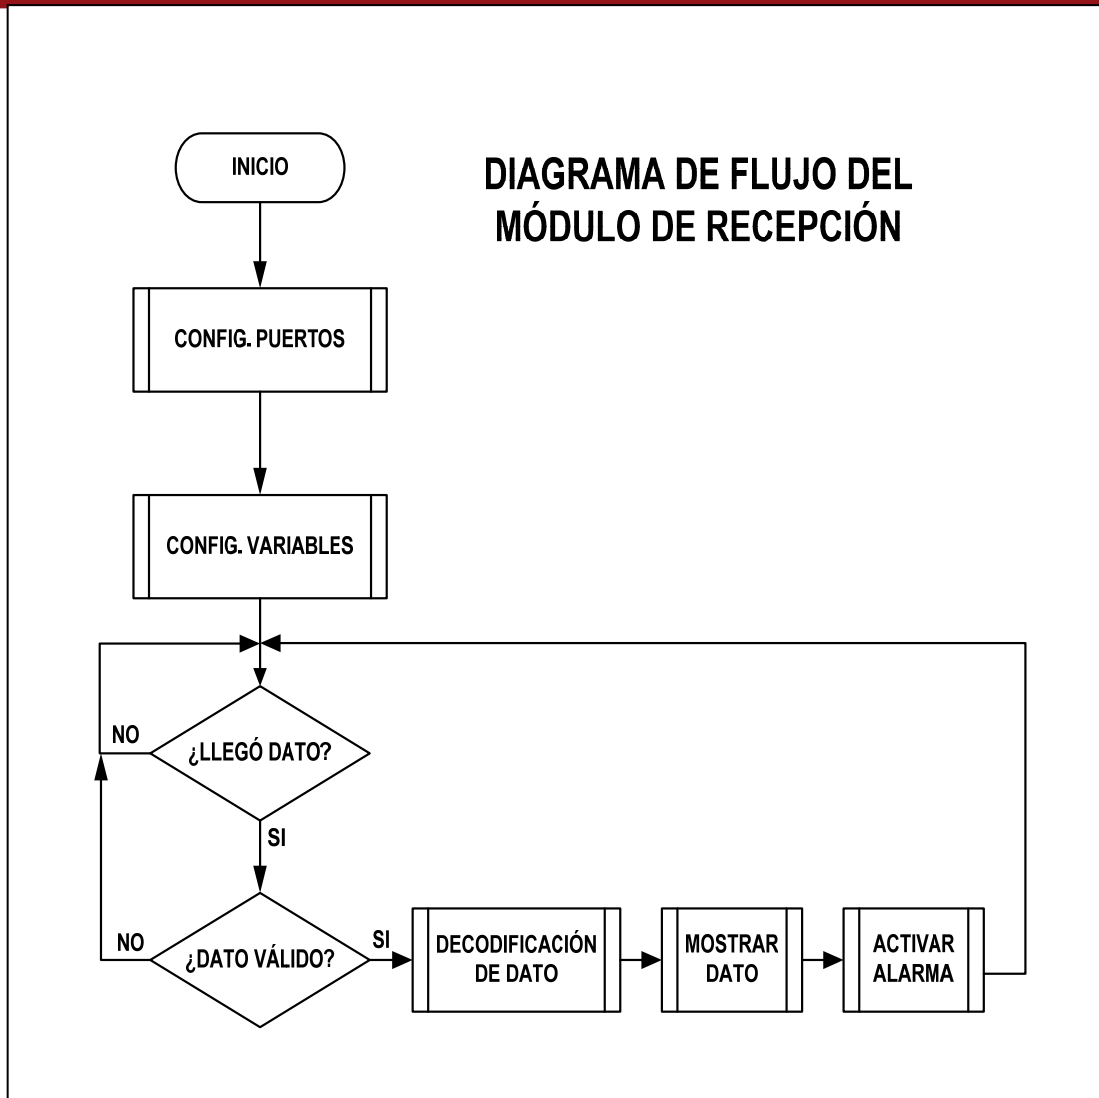 INICIO
DIAGRAMA DE FLUJO DEL
MÓDULO DE RECEPCIÓN
CONFIG. PUERTOS
CONFIG. VARIABLES
NO
¿LLEGÓ DATO?
SI
NO
¿DATO VÁLIDO?
SI
DECODIFICACIÓN
DE DATO
MOSTRAR
DATO
ACTIVAR
ALARMA